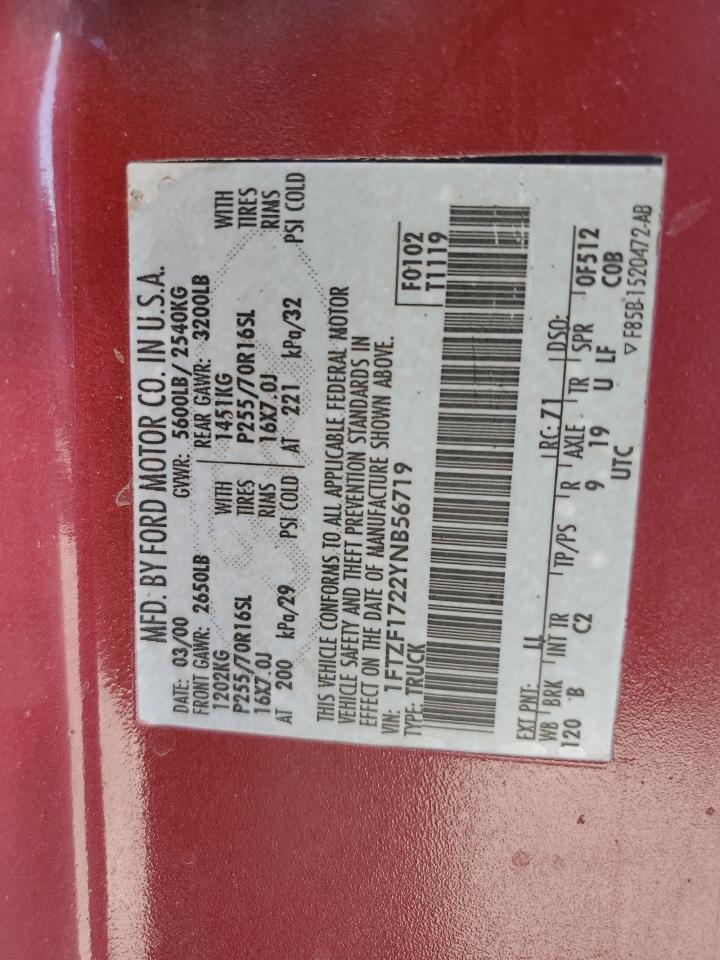 MFD. BY FORD MOTOR CO. IN U.S.A.
DATE: 03/00 GVWR: 5600LB/ 2540KG
FRONT GAWR: 2650LB REAR GAWR: 3200LB
1202KG WITH 1451KG WITH
P255/70R16SL TIRES P255/70R16SL TIRES
16X7.0J RIMS 16X7.0J RIMS
AT 200 kPa/29 PSI COLD AT 221 kPa/32 PSI COLD
THIS VEHICLE CONFORMS TO ALL APPLICABLE FEDERAL MOTOR
VEHICLE SAFETY AND THEFT PREVENTION STANDARDS IN
EFFECT ON THE DATE OF MANUFACTURE SHOWN ABOVE.
VIN: 1FTZF1722YNB56719 F0102
TYPE: TRUCK T1119
EXT PNT: RC: 71 DSO:
WB BRK INT TR TP/PS R AXLE TR SPR 0F512
120 B C2 9 19 U LF C0B
UTC ▽ F85B-1520472-AB